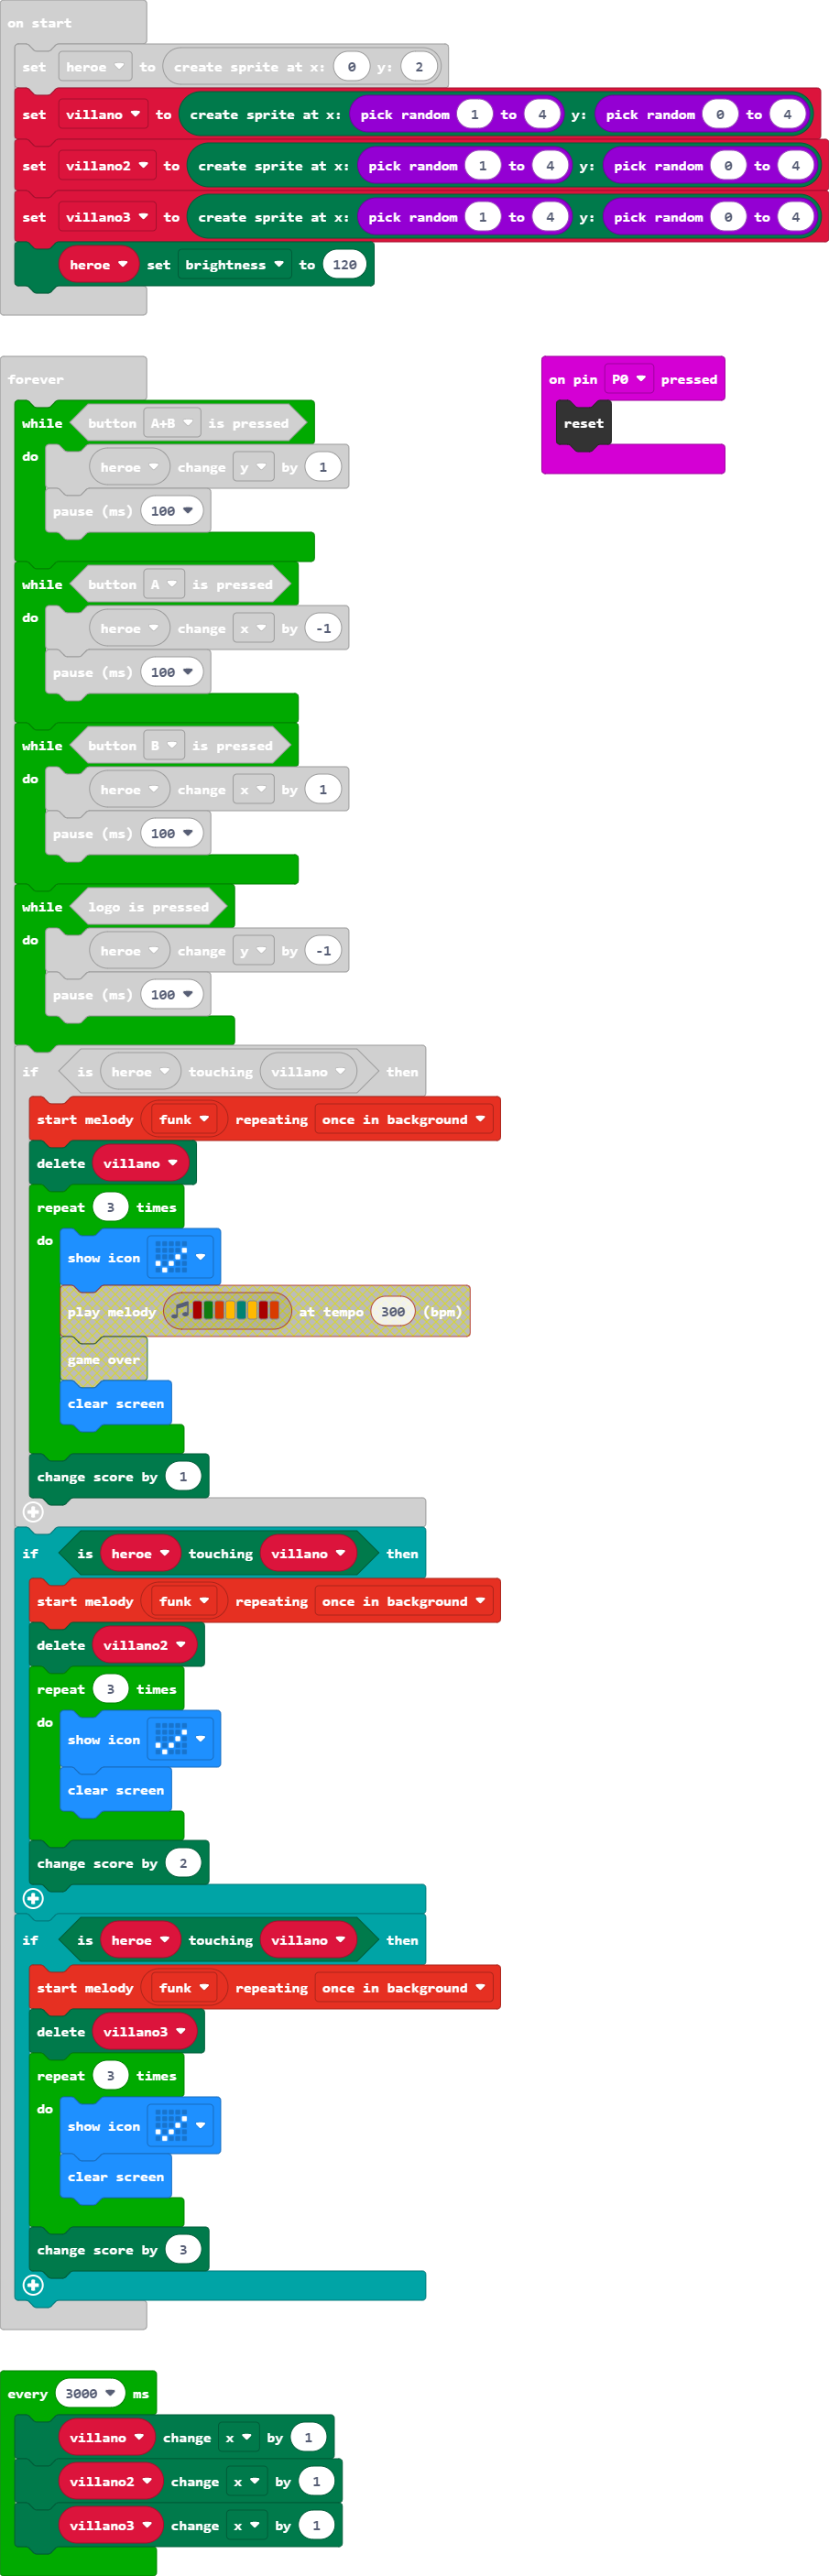 on start
set heroe to create sprite at x: 0 y: 2
set villano to create sprite at x: pick random 1 to 4 y: pick random 0 to 4
set villano2 to create sprite at x: pick random 1 to 4 y: pick random 0 to 4
set villano3 to create sprite at x: pick random 1 to 4 y: pick random 0 to 4
heroe set brightness to 120
forever
while button A+B is pressed
do heroe change y by 1
pause (ms) 100
while button A is pressed
do heroe change x by -1
pause (ms) 100
while button B is pressed
do heroe change x by 1
pause (ms) 100
while logo is pressed
do heroe change y by -1
pause (ms) 100
if is heroe touching villano then
start melody funk repeating once in background
delete villano
repeat 3 times
do show icon
play melody at tempo 300 (bpm)
game over
clear screen
change score by 1
if is heroe touching villano then
start melody funk repeating once in background
delete villano2
repeat 3 times
do show icon
clear screen
change score by 2
if is heroe touching villano then
start melody funk repeating once in background
delete villano3
repeat 3 times
do show icon
clear screen
change score by 3
on pin P0 pressed
reset
every 3000 ms
villano change x by 1
villano2 change x by 1
villano3 change x by 1